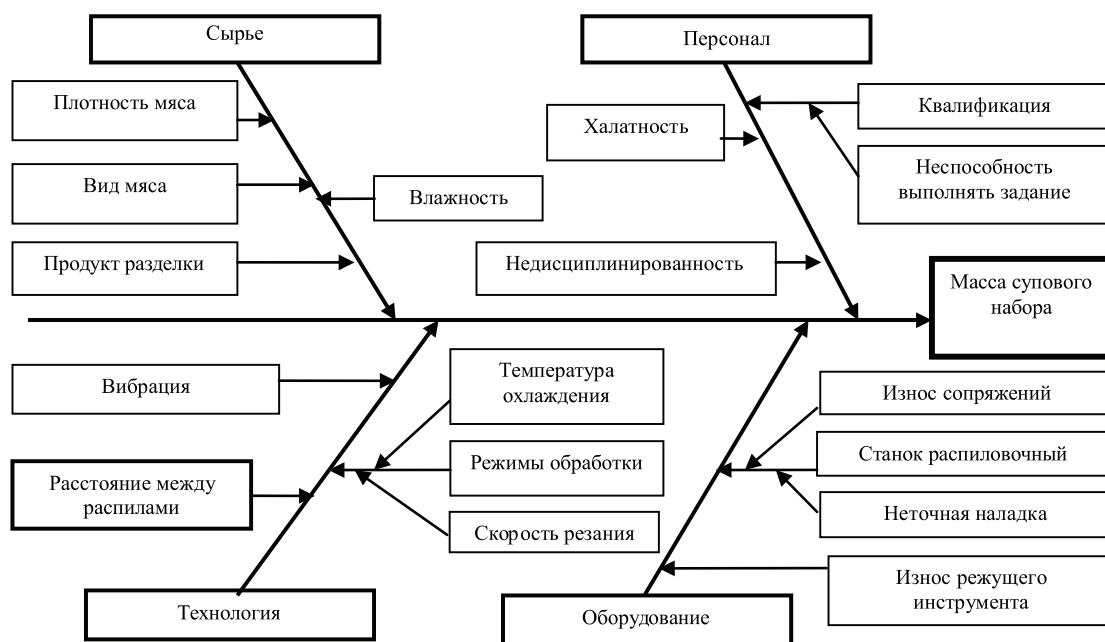 Сырье
Персонал
Плотность мяса
Халатность
Квалификация
Вид мяса
Влажность
Неспособность
выполнять задание
Продукт разделки
Недисциплинированность
Масса супового
набора
Вибрация
Температура
охлаждения
Износ сопряжений
Расстояние между
распилами
Режимы обработки
Станок распиловочный
Скорость резания
Неточная наладка
Износ режущего
инструмента
Технология
Оборудование